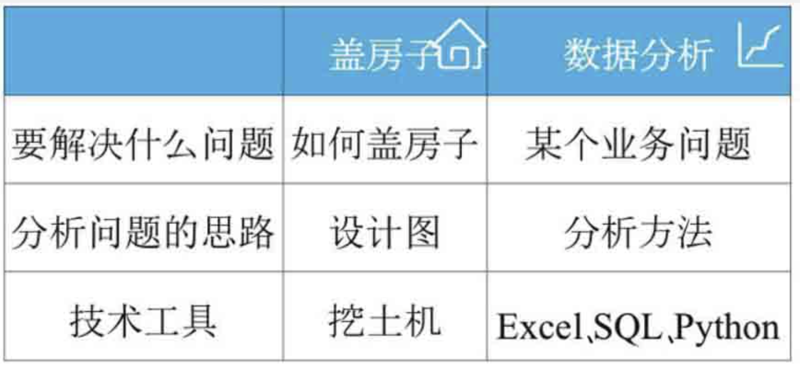 盖房子 数据分析
要解决什么问题 如何盖房子 某个业务问题
分析问题的思路 设计图 分析方法
技术工具 挖土机 Excel、SQL、Python